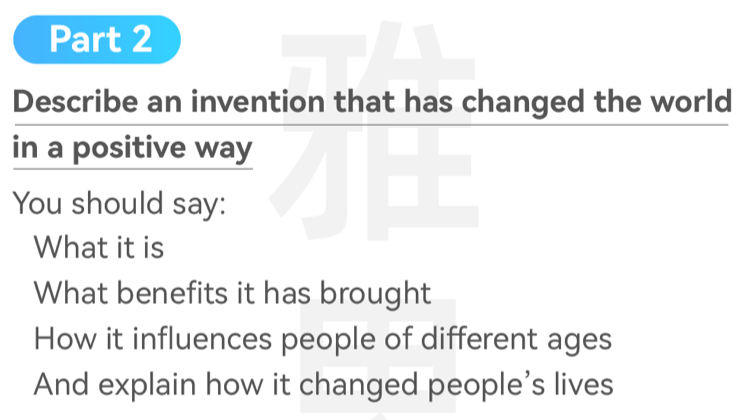 Part 2
Describe an invention that has changed the world
in a positive way
You should say:
What it is
What benefits it has brought
How it influences people of different ages
And explain how it changed people's lives
雅